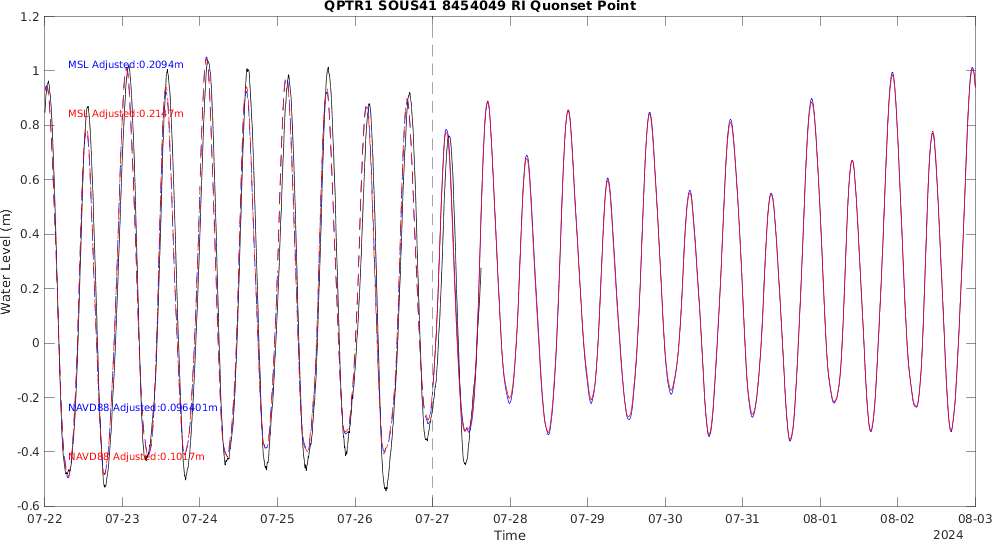 QPTR1 SOUS41 8454049 RI Quonset Point
1.2
1
0.8
0.6
0.4
0.2
0
-0.2
-0.4
-0.6
Water Level (m)
MSL Adjusted:0.2094m
MSL Adjusted:0.2147m
NAVD88 Adjusted:0.096401m
NAVD88 Adjusted:0.1017m
07-22 07-23 07-24 07-25 07-26 07-27 07-28 07-29 07-30 07-31 08-01 08-02 08-03
Time
2024